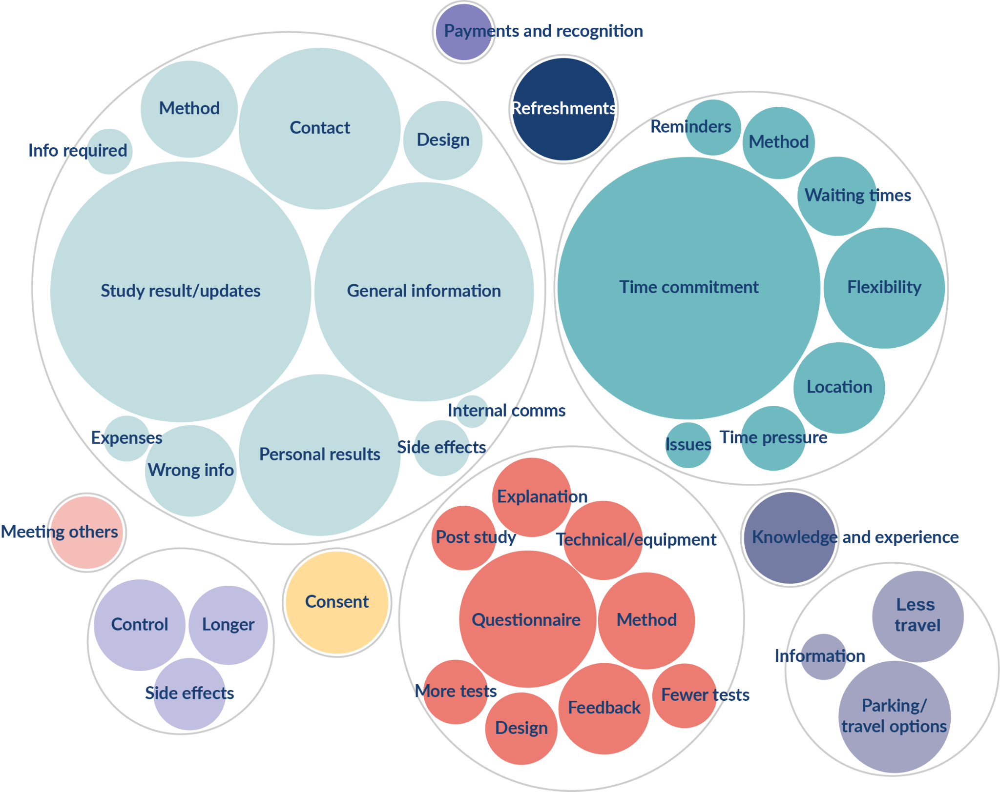 Payments and recognition
Refreshments
Method
Contact
Design
Info required
Study result/updates
General information
Internal comms
Expenses
Side effects
Personal results
Wrong info
Reminders
Method
Waiting times
Time commitment
Flexibility
Location
Time pressure
Issues
Meeting others
Control
Longer
Side effects
Consent
Explanation
Post study
Technical/equipment
Questionnaire
Method
More tests
Fewer tests
Feedback
Design
Knowledge and experience
Less
travel
Information
Parking/
travel options